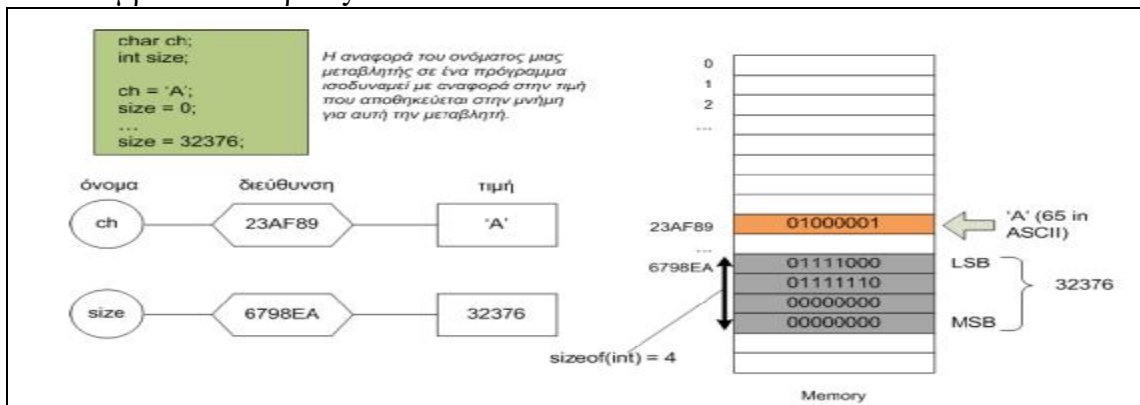 char ch;
int size;
ch = 'A';
size = 0;
...
size = 32376;
Η αναφορά του ονόματος μιας
μεταβλητής σε ένα πρόγραμμα
ισοδυναμεί με αναφορά στην τιμή
που αποθηκεύεται στην μνήμη
για αυτή την μεταβλητή.
όνομα
διεύθυνση
τιμή
ch
23AF89
'A'
size
6798EA
32376
sizeof(int) = 4
0
1
2
...
23AF89
01000001
'A' (65 in
ASCII)
...
6798EA
01111000
LSB
01111110
00000000
00000000
MSB
32376
Memory